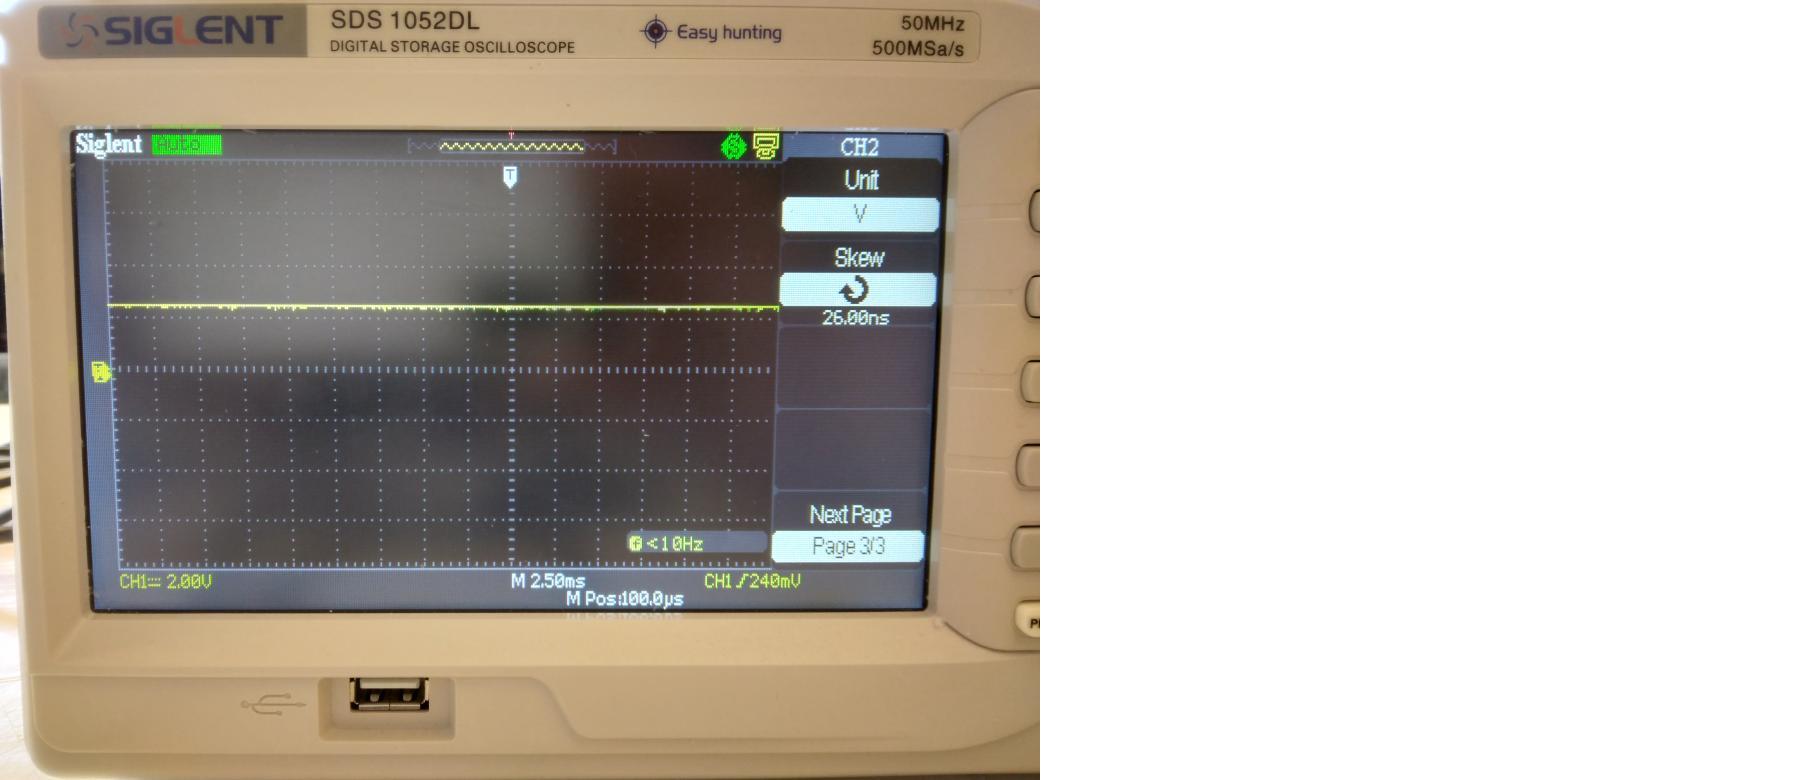 SIGLENT
SDS 1052DL
DIGITAL STORAGE OSCILLOSCOPE
Easy hunting
50MHz
500MSa/s
Siglent
Auto
CH2
T
Unit
V
Skew
26.00ns
Next Page
Page 3/3
f <10Hz
CH1 2.00V
M 2.50ms
CH1 240mV
M Pos:100.0µs